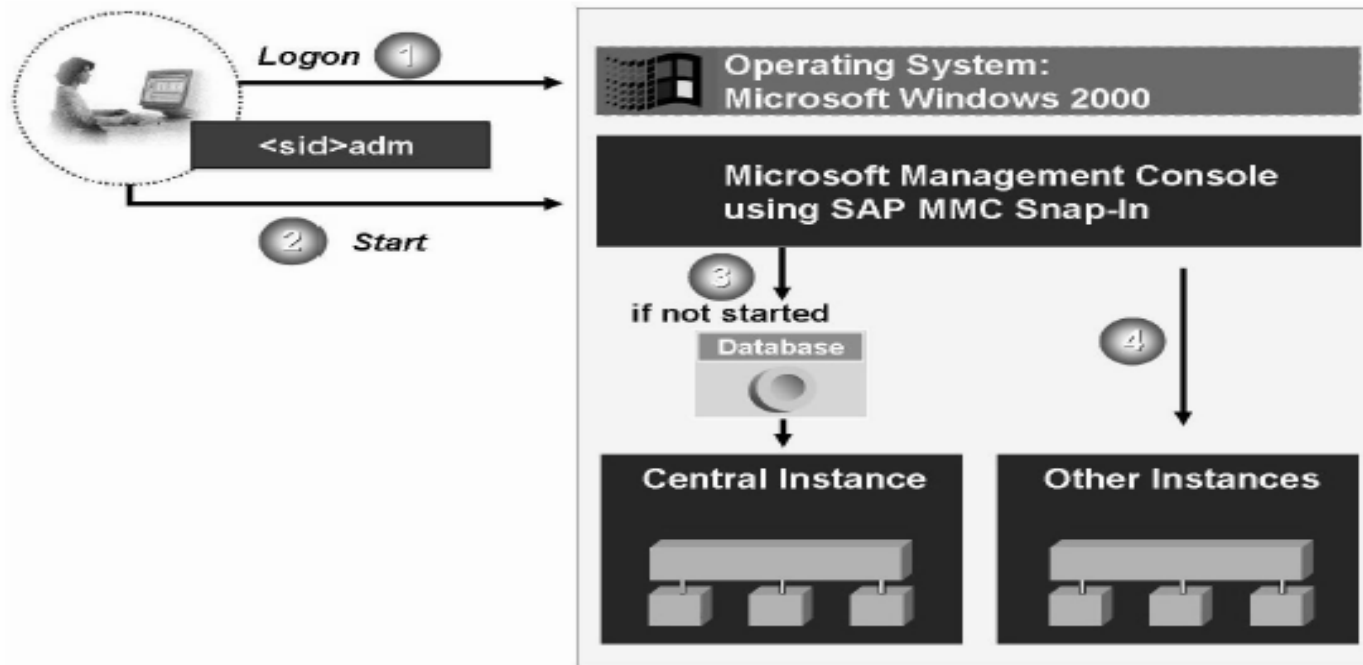 Logon 1
<sid>adm
2 Start
Operating System:
Microsoft Windows 2000
Microsoft Management Console
using SAP MMC Snap-In
3
if not started
Database
4
Central Instance
Other Instances